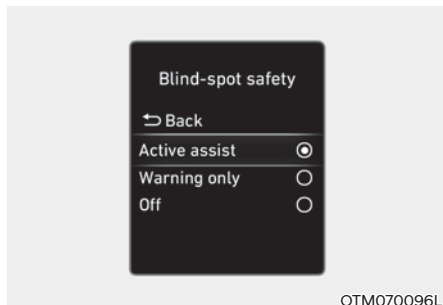 Blind-spot safety
Back
Active assist
Warning only
Off
OTM070096L